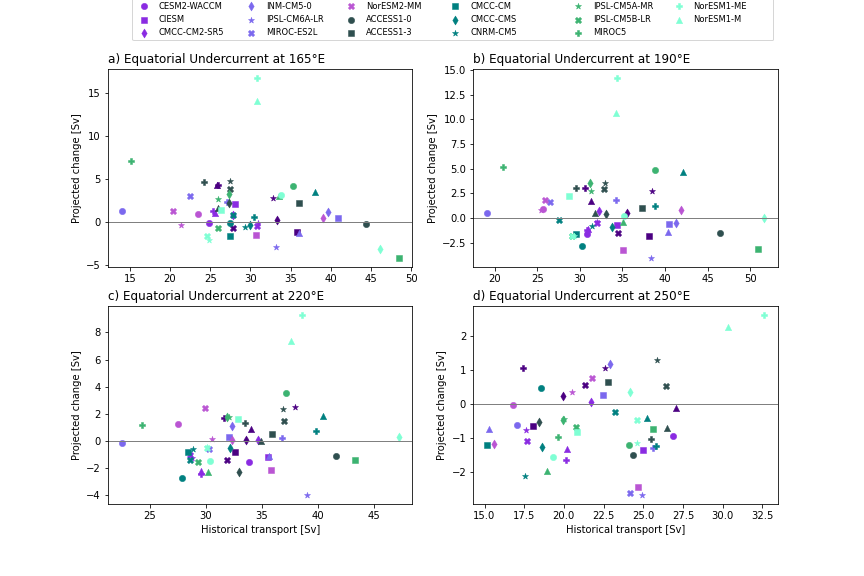 CESM2-WACCM INM-CM5-0 NorESM2-MM CMCC-CM IPSL-CM5A-MR NorESM1-ME
CIESM IPSL-CM6A-LR ACCESS1-0 CMCC-CMS IPSL-CM5B-LR NorESM1-M
CMCC-CM2-SR5 MIROC-ES2L ACCESS1-3 CNRM-CM5 MIROC5
a) Equatorial Undercurrent at 165°E
Projected change [Sv]
15
10
5
0
−5
15 20 25 30 35 40 45 50
b) Equatorial Undercurrent at 190°E
Projected change [Sv]
15.0
12.5
10.0
7.5
5.0
2.5
0.0
−2.5
20 25 30 35 40 45 50
c) Equatorial Undercurrent at 220°E
Projected change [Sv]
8
6
4
2
0
−2
−4
25 30 35 40 45
Historical transport [Sv]
d) Equatorial Undercurrent at 250°E
Projected change [Sv]
2
1
0
−1
−2
15.0 17.5 20.0 22.5 25.0 27.5 30.0 32.5
Historical transport [Sv]